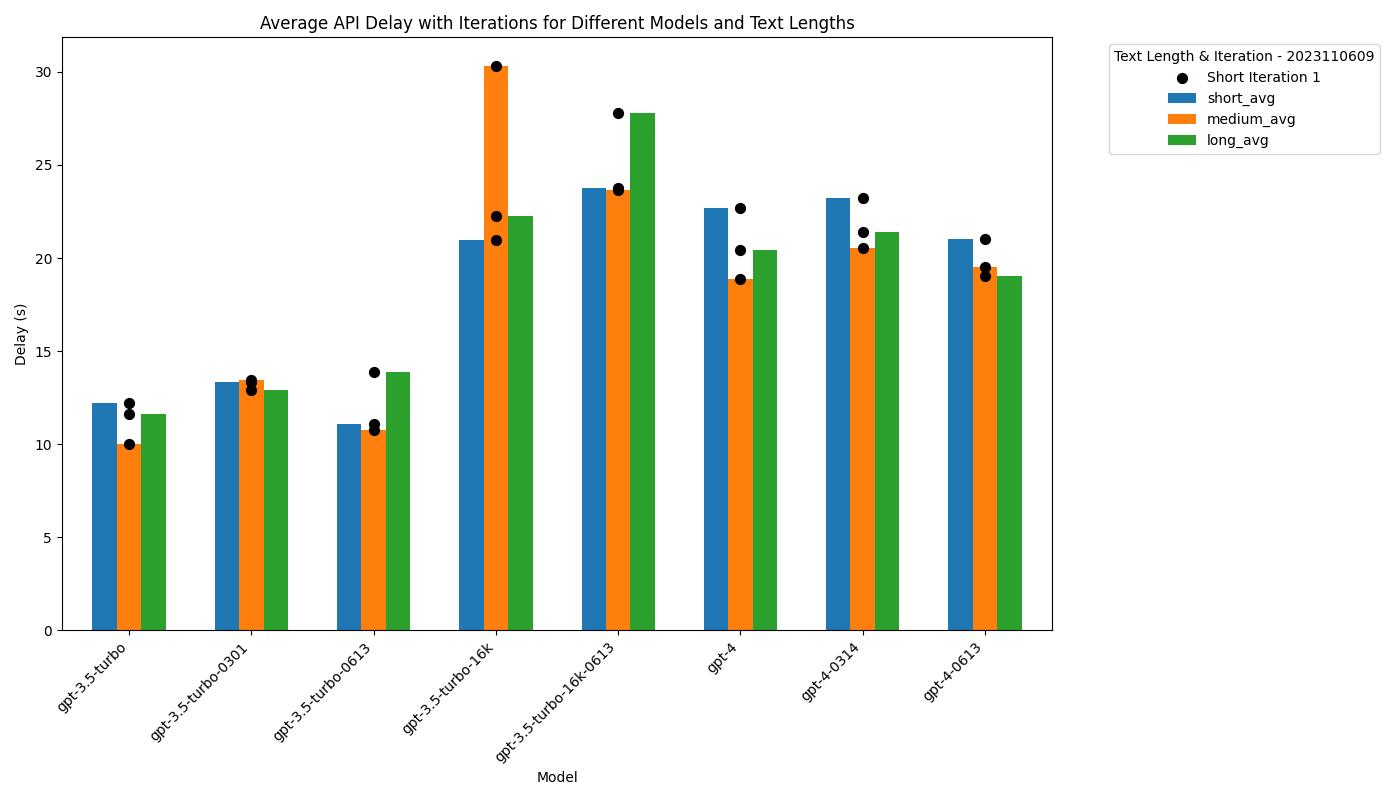 Average API Delay with Iterations for Different Models and Text Lengths
Text Length & Iteration - 2023110609
Short Iteration 1
short_avg
medium_avg
long_avg
Delay (s)
30
25
20
15
10
5
0
gpt-3.5-turbo
gpt-3.5-turbo-0301
gpt-3.5-turbo-0613
gpt-3.5-turbo-16k
gpt-3.5-turbo-16k-0613
gpt-4
gpt-4-0314
gpt-4-0613
Model